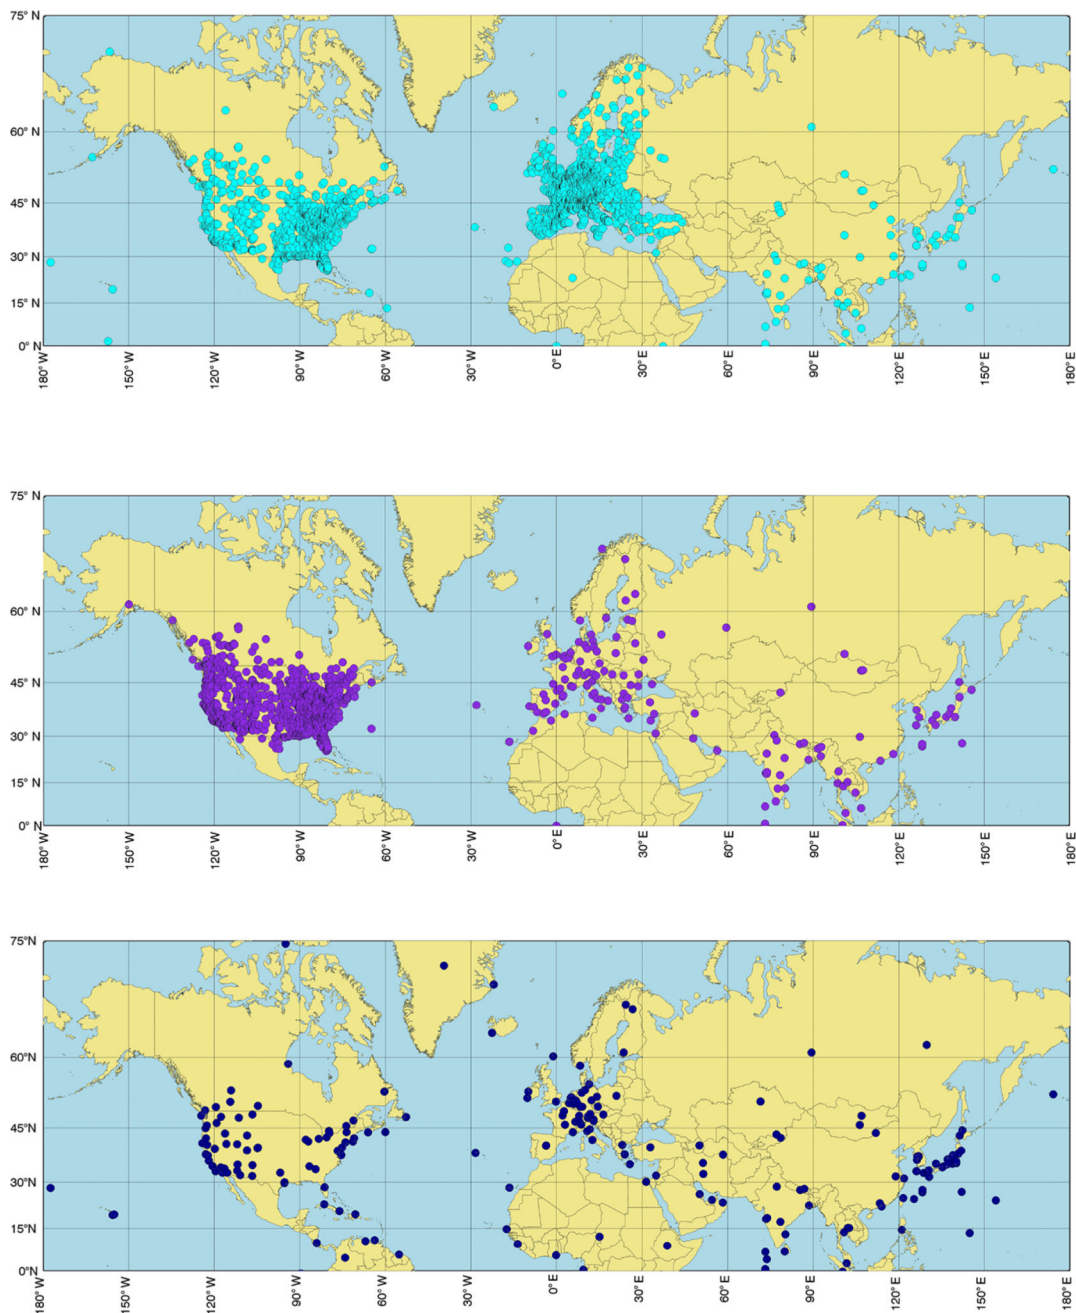 75° N
60° N
45° N
30° N
15° N
0° N
180° W
150° W
120° W
90° W
60° W
30° W
0° E
30° E
60° E
90° E
120° E
150° E
180° E
75° N
60° N
45° N
30° N
15° N
0° N
180° W
150° W
120° W
90° W
60° W
30° W
0° E
30° E
60° E
90° E
120° E
150° E
180° E
75°N
60°N
45°N
30°N
15°N
0°N
180° W
150° W
120° W
90° W
60° W
30° W
0° E
30° E
60° E
90° E
120° E
150° E
180° E